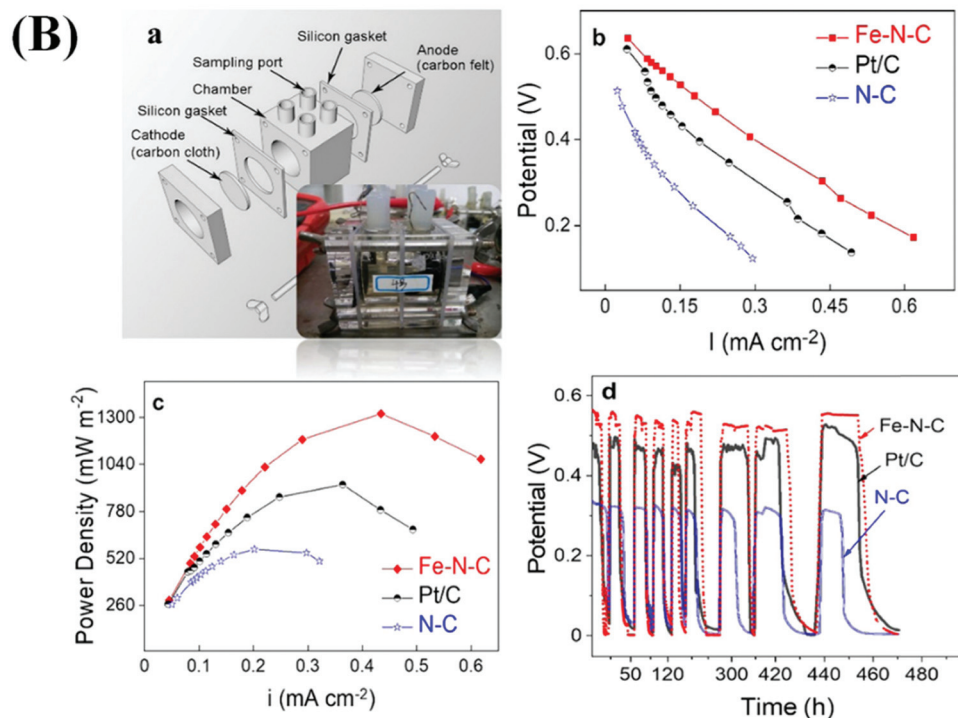 (B)
a
Silicon gasket
Sampling port
Anode
(carbon felt)
Chamber
Silicon gasket
Cathode
(carbon cloth)
b
Fe-N-C
Pt/C
N-C
Potential (V)
0.6
0.4
0.2
0 0.15 0.3 0.45 0.6
I (mA cm⁻²)
c
Power Density (mW m⁻²)
1300
1040
780
520
260
Fe-N-C
Pt/C
N-C
0 0.1 0.2 0.3 0.4 0.5 0.6
i (mA cm⁻²)
d
Potential (V)
0.6
0.4
0.2
0
Fe-N-C
Pt/C
N-C
50 120 300 420 440 460 480
Time (h)